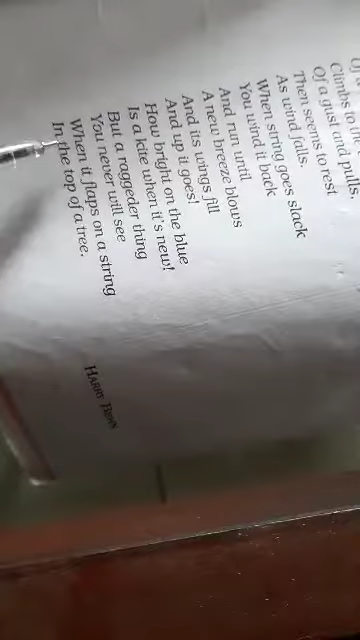 Climbs to
Of a gust and pulls,
Then seems to rest
As wind falls.
When string goes slack
You wind it back
And run until
A new breeze blows
And its wings fill
And up it goes!
How bright on the blue
Is a kite when it's new!
But a raggeder thing
You never will see
When it flaps on a string
In the top of a tree.
HARRY BEHN